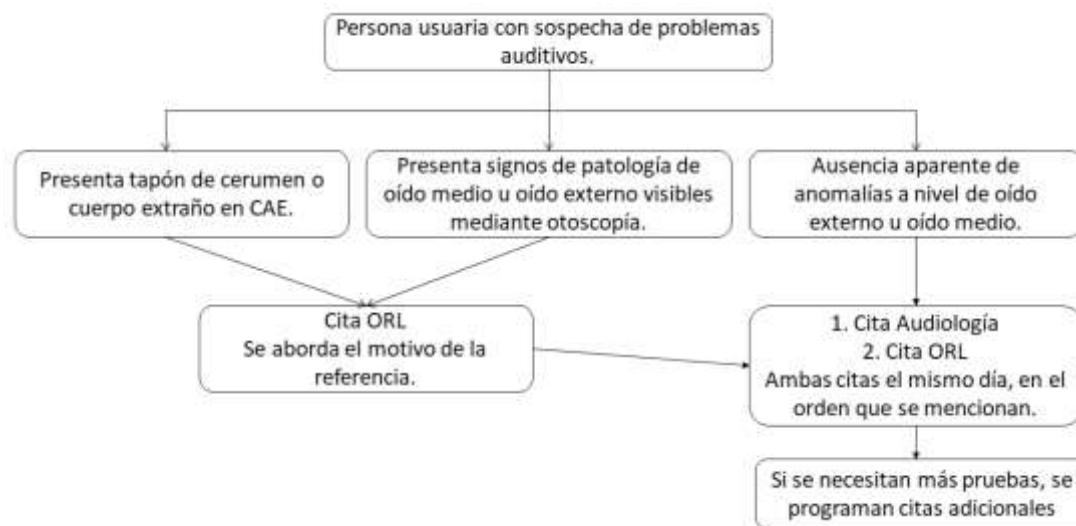 Persona usuaria con sospecha de problemas
auditivos.
Presenta tapón de cerumen o
cuerpo extraño en CAE.
Presenta signos de patología de
oído medio u oído externo visibles
mediante otoscopía.
Ausencia aparente de
anomalías a nivel de oído
externo u oído medio.
Cita ORL
Se aborda el motivo de la
referencia.
1. Cita Audiología
2. Cita ORL
Ambas citas el mismo día, en el
orden que se mencionan.
Si se necesitan más pruebas, se
programan citas adicionales